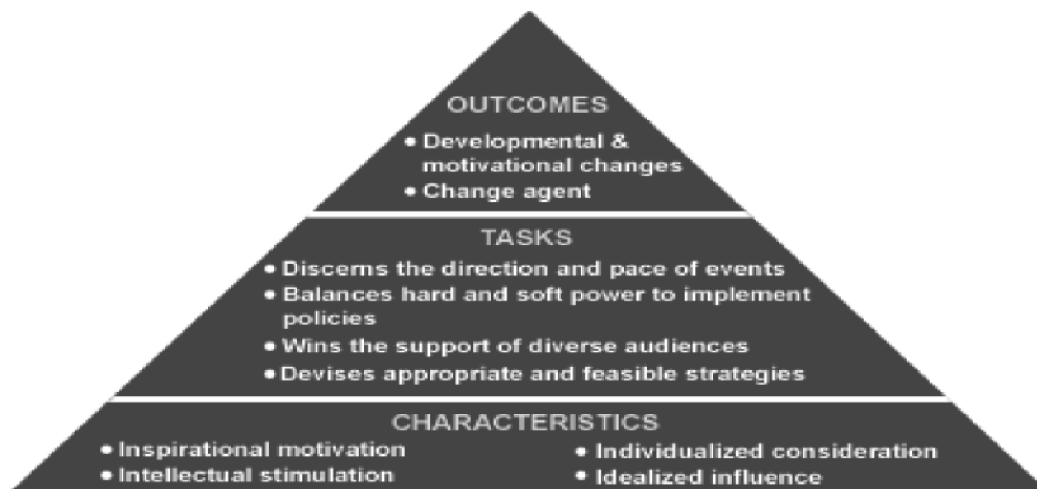 OUTCOMES
• Developmental &
motivational changes
• Change agent
TASKS
• Discerns the direction and pace of events
• Balances hard and soft power to implement
policies
• Wins the support of diverse audiences
• Devises appropriate and feasible strategies
CHARACTERISTICS
• Inspirational motivation
• Intellectual stimulation
• Individualized consideration
• Idealized influence